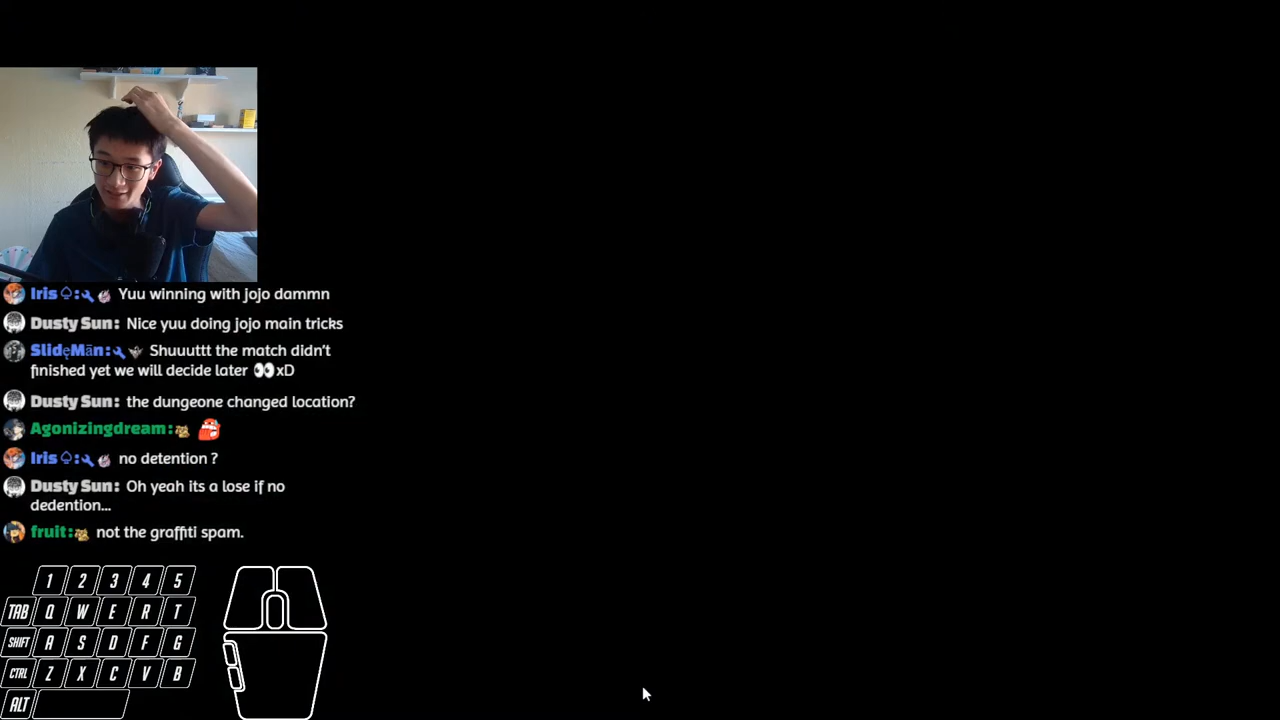 Iris♤: Yuu winning with jojo dammn
Dusty Sun: Nice yuu doing jojo main tricks
SlidęMān: Shuuuttt the match didn't
finished yet we will decide later 👀xD
Dusty Sun: the dungeone changed location?
Agonizingdream:
Iris♤: no detention ?
Dusty Sun: Oh yeah its a lose if no
dedention...
fruit: not the graffiti spam.
1 2 3 4 5
TAB Q W E R T
SHIFT A S D F G
CTRL Z X C V B
ALT